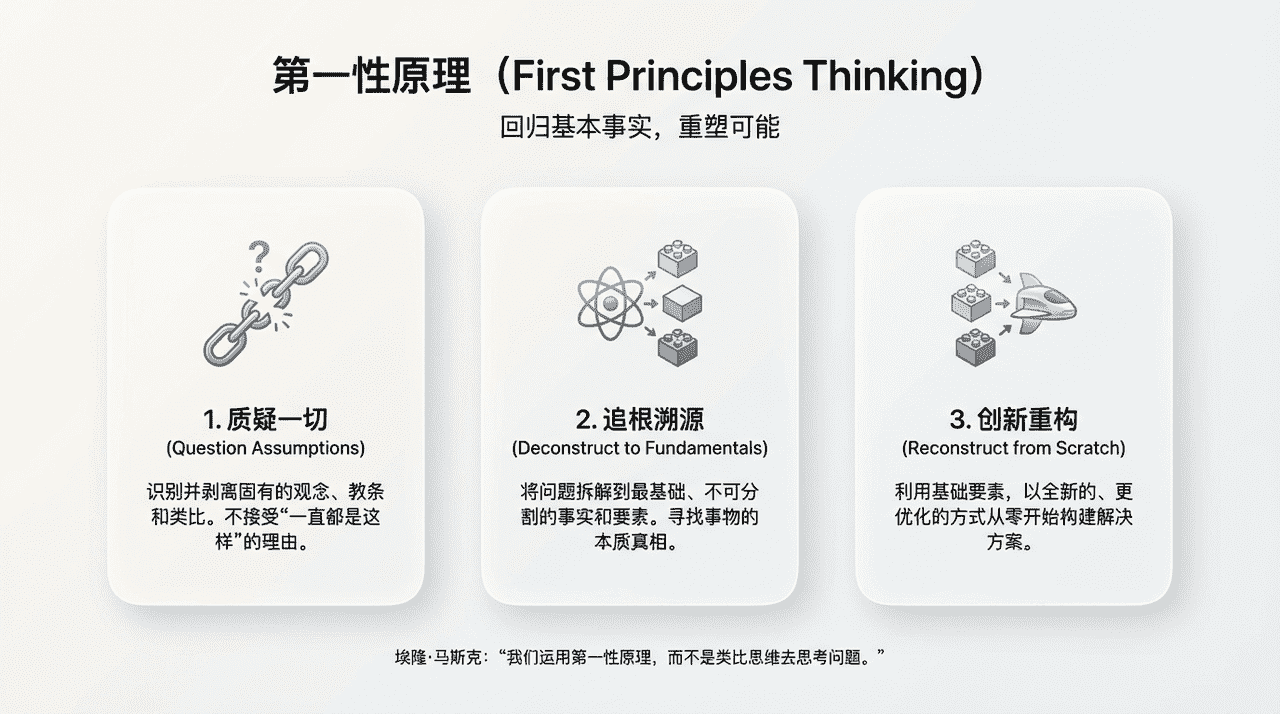 第一性原理（First Principles Thinking）
回归基本事实，重塑可能
?
1. 质疑一切
(Question Assumptions)
识别并剥离固有的观念、教条
和类比。不接受“一直都是这
样”的理由。
2. 追根溯源
(Deconstruct to Fundamentals)
将问题拆解到最基础、不可分
割的事实和要素。寻找事物的
本质真相。
3. 创新重构
(Reconstruct from Scratch)
利用基础要素，以全新的、更
优化的方式从零开始构建解决
方案。
埃隆·马斯克：“我们运用第一性原理，而不是类比思维去思考问题。”